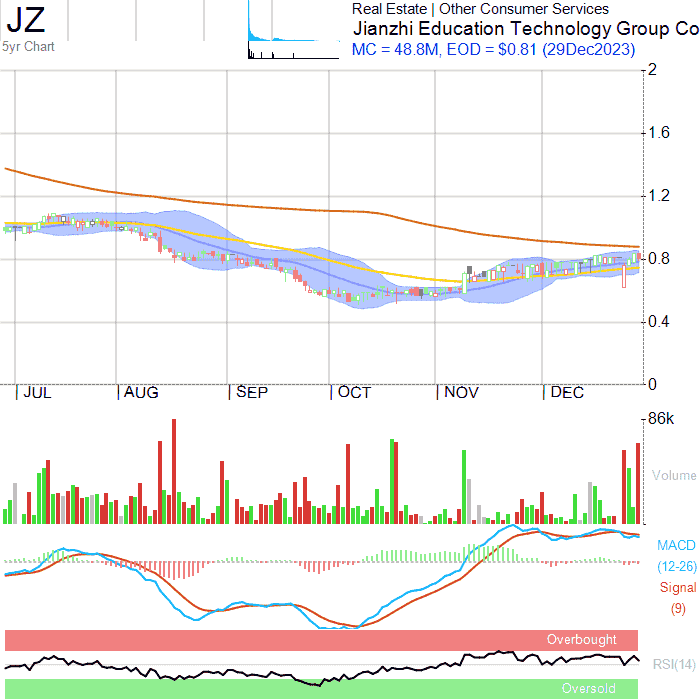 JZ
5yr Chart
Real Estate | Other Consumer Services
Jianzhi Education Technology Group Co
MC = 48.8M, EOD = $0.81 (29Dec2023)
2
1.6
1.2
0.8
0.4
0
JUL AUG SEP OCT NOV DEC
86k
Volume
MACD
(12-26)
Signal
(9)
Overbought
RSI(14)
Oversold